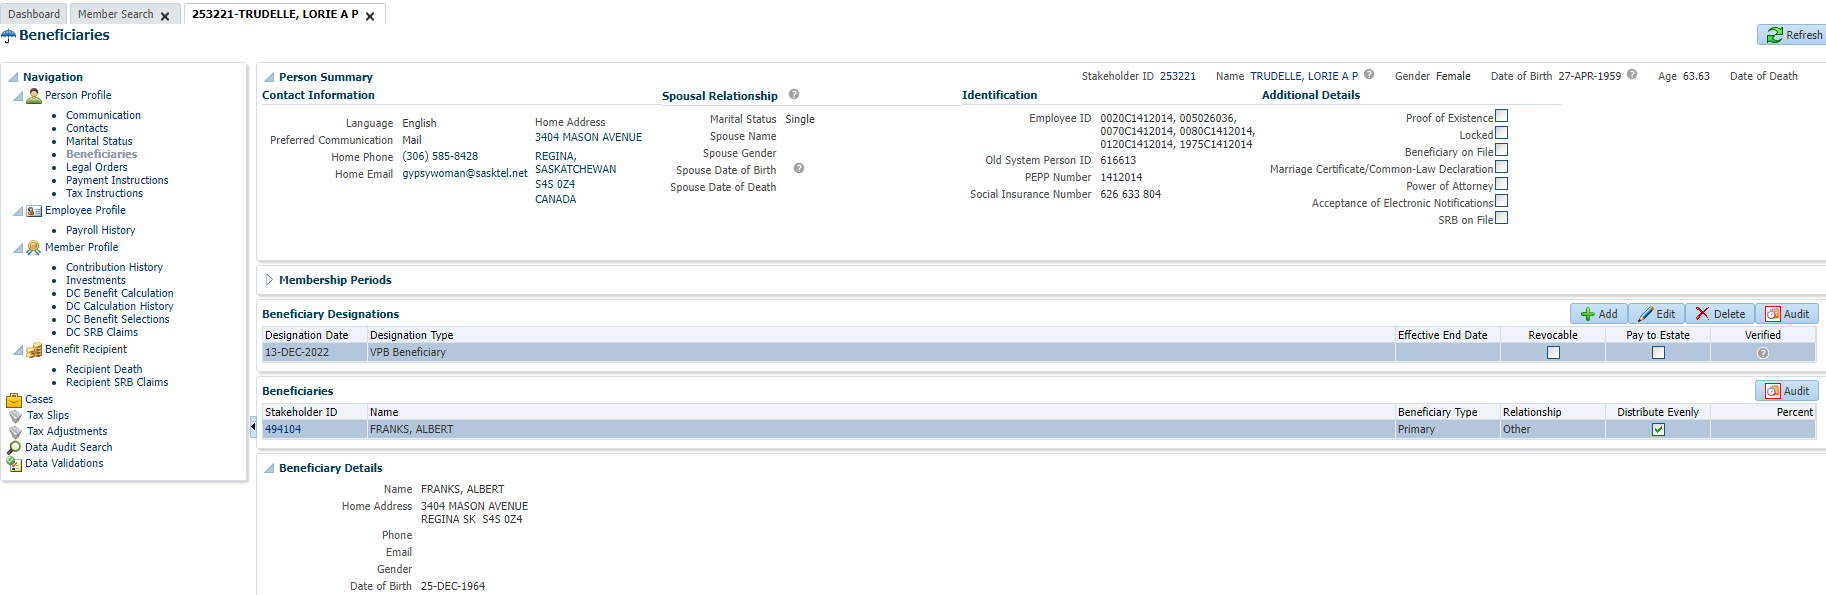 Dashboard
Member Search
253221-TRUDELLE, LORIE A P
Beneficiaries
Refresh
Navigation
Person Profile
Communication
Contacts
Marital Status
Beneficiaries
Legal Orders
Payment Instructions
Tax Instructions
Employee Profile
Payroll History
Member Profile
Contribution History
Investments
DC Benefit Calculation
DC Calculation History
DC Benefit Selections
DC SRB Claims
Benefit Recipient
Recipient Death
Recipient SRB Claims
Cases
Tax Slips
Tax Adjustments
Data Audit Search
Data Validations
Person Summary
Stakeholder ID 253221 Name TRUDELLE, LORIE A P Gender Female Date of Birth 27-APR-1959 Age 63.63 Date of Death
Contact Information
Language English
Preferred Communication Mail
Home Phone (306) 585-8428
Home Email gypsywoman@sasktel.net
Home Address
3404 MASON AVENUE
REGINA,
SASKATCHEWAN
S4S 0Z4
CANADA
Spousal Relationship
Marital Status Single
Spouse Name
Spouse Gender
Spouse Date of Birth
Spouse Date of Death
Identification
Employee ID 0020C1412014, 005026036,
0070C1412014, 0080C1412014,
0120C1412014, 1975C1412014
Old System Person ID 616613
PEPP Number 1412014
Social Insurance Number 626 633 804
Additional Details
Proof of Existence
Locked
Beneficiary on File
Marriage Certificate/Common-Law Declaration
Power of Attorney
Acceptance of Electronic Notifications
SRB on File
Membership Periods
Beneficiary Designations
Add Edit Delete Audit
Designation Date Designation Type Effective End Date Revocable Pay to Estate Verified
13-DEC-2022 VPB Beneficiary
Beneficiaries
Audit
Stakeholder ID Name Beneficiary Type Relationship Distribute Evenly Percent
494104 FRANKS, ALBERT Primary Other
Beneficiary Details
Name FRANKS, ALBERT
Home Address 3404 MASON AVENUE
REGINA SK S4S 0Z4
Phone
Email
Gender
Date of Birth 25-DEC-1964